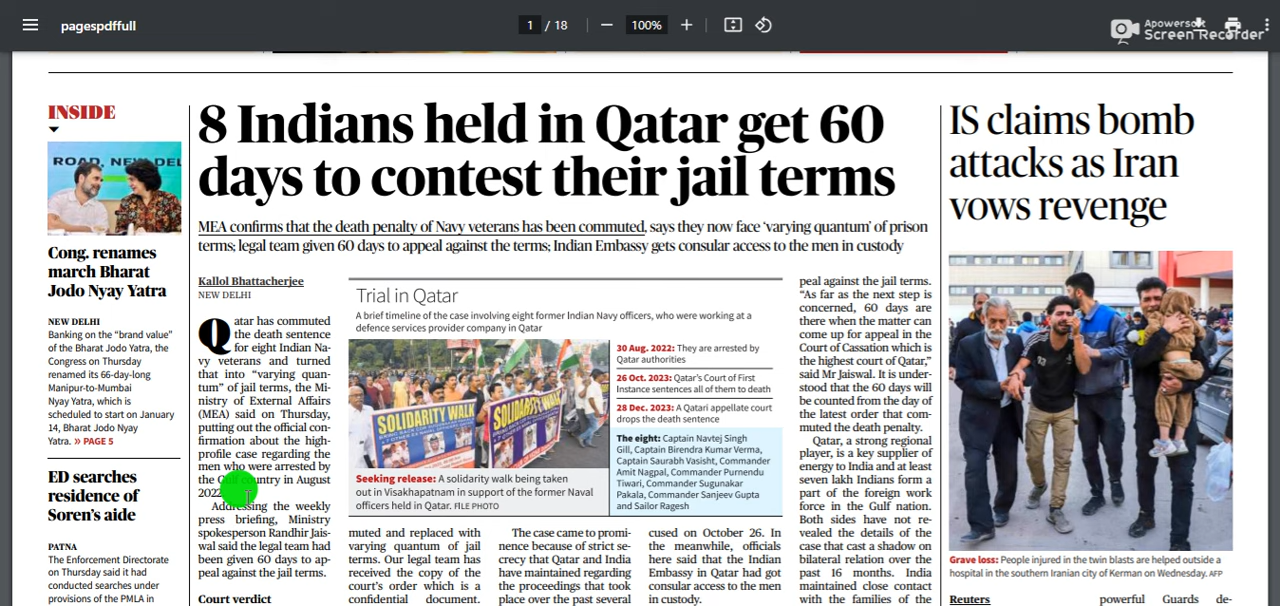 pagespdffull
1 / 18
100%
Apowersoft
Screen Recorder
INSIDE
ROAD, NEW DEL
Cong. renames
march Bharat
Jodo Nyay Yatra
NEW DELHI
Banking on the “brand value”
of the Bharat Jodo Yatra, the
Congress on Thursday
renamed its 66-day-long
Manipur-to-Mumbai
Nyay Yatra, which is
scheduled to start on January
14, Bharat Jodo Nyay
Yatra. » PAGE 5
ED searches
residence of
Soren’s aide
PATNA
The Enforcement Directorate
on Thursday said it had
conducted searches under
provisions of the PMLA in
8 Indians held in Qatar get 60
days to contest their jail terms
MEA confirms that the death penalty of Navy veterans has been commuted, says they now face ‘varying quantum’ of prison
terms; legal team given 60 days to appeal against the terms; Indian Embassy gets consular access to the men in custody
Kallol Bhattacherjee
NEW DELHI
Qatar has commuted
the death sentence
for eight Indian Na-
vy veterans and turned
that into “varying quan-
tum” of jail terms, the Mi-
nistry of External Affairs
(MEA) said on Thursday,
putting out the official con-
firmation about the high-
profile case regarding the
men who were arrested by
the Gulf country in August
2022.
Addressing the weekly
press briefing, Ministry
spokesperson Randhir Jais-
wal said the legal team had
been given 60 days to ap-
peal against the jail terms.
Court verdict
Trial in Qatar
A brief timeline of the case involving eight former Indian Navy officers, who were working at a
defence services provider company in Qatar
SOLIDARITY WALK
SOLIDARITY WALK
Seeking release: A solidarity walk being taken
out in Visakhapatnam in support of the former Naval
officers held in Qatar. FILE PHOTO
30 Aug. 2022: They are arrested by
Qatar authorities
26 Oct. 2023: Qatar’s Court of First
Instance sentences all of them to death
28 Dec. 2023: A Qatari appellate court
drops the death sentence
The eight: Captain Navtej Singh
Gill, Captain Birendra Kumar Verma,
Captain Saurabh Vasisht, Commander
Amit Nagpal, Commander Purnendu
Tiwari, Commander Sugunakar
Pakala, Commander Sanjeev Gupta
and Sailor Ragesh
muted and replaced with
varying quantum of jail
terms. Our legal team has
received the copy of the
court’s order which is a
confidential document.
The case came to promi-
nence because of strict se-
crecy that Qatar and India
have maintained regarding
the proceedings that took
place over the past several
cused on October 26. In
the meanwhile, officials
here said that the Indian
Embassy in Qatar had got
consular access to the men
in custody.
peal against the jail terms.
“As far as the next step is
concerned, 60 days are
there when the matter can
come up for appeal in the
Court of Cassation which is
the highest court of Qatar,”
said Mr Jaiswal. It is under-
stood that the 60 days will
be counted from the day of
the latest order that com-
muted the death penalty.
Qatar, a strong regional
player, is a key supplier of
energy to India and at least
seven lakh Indians form a
part of the foreign work
force in the Gulf nation.
Both sides have not re-
vealed the details of the
case that cast a shadow on
bilateral relation over the
past 16 months. India
maintained close contact
with the families of the
IS claims bomb
attacks as Iran
vows revenge
Grave loss: People injured in the twin blasts are helped outside a
hospital in the southern Iranian city of Kerman on Wednesday. AFP
Reuters
powerful Guards de-